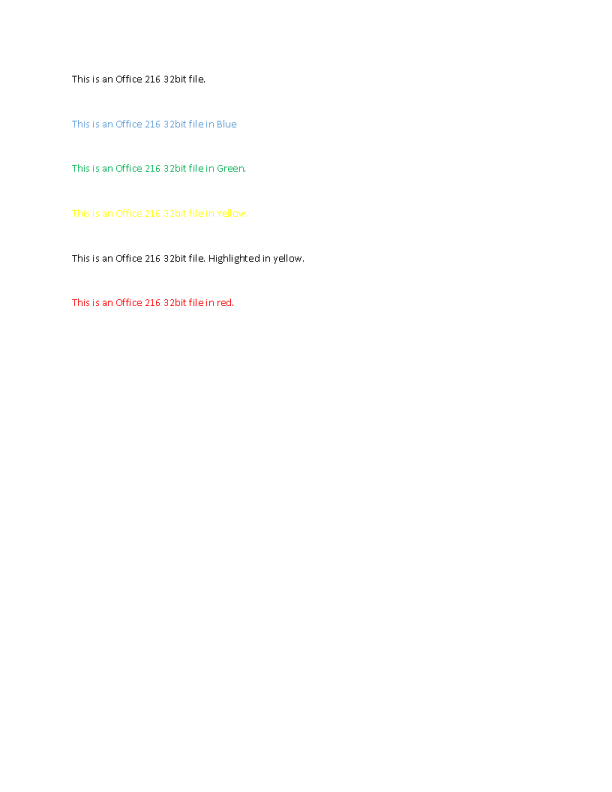 This is an Office 216 32bit file.
This is an Office 216 32bit file in Blue
This is an Office 216 32bit file in Green.
This is an Office 216 32bit file in Yellow.
This is an Office 216 32bit file. Highlighted in yellow.
This is an Office 216 32bit file in red.